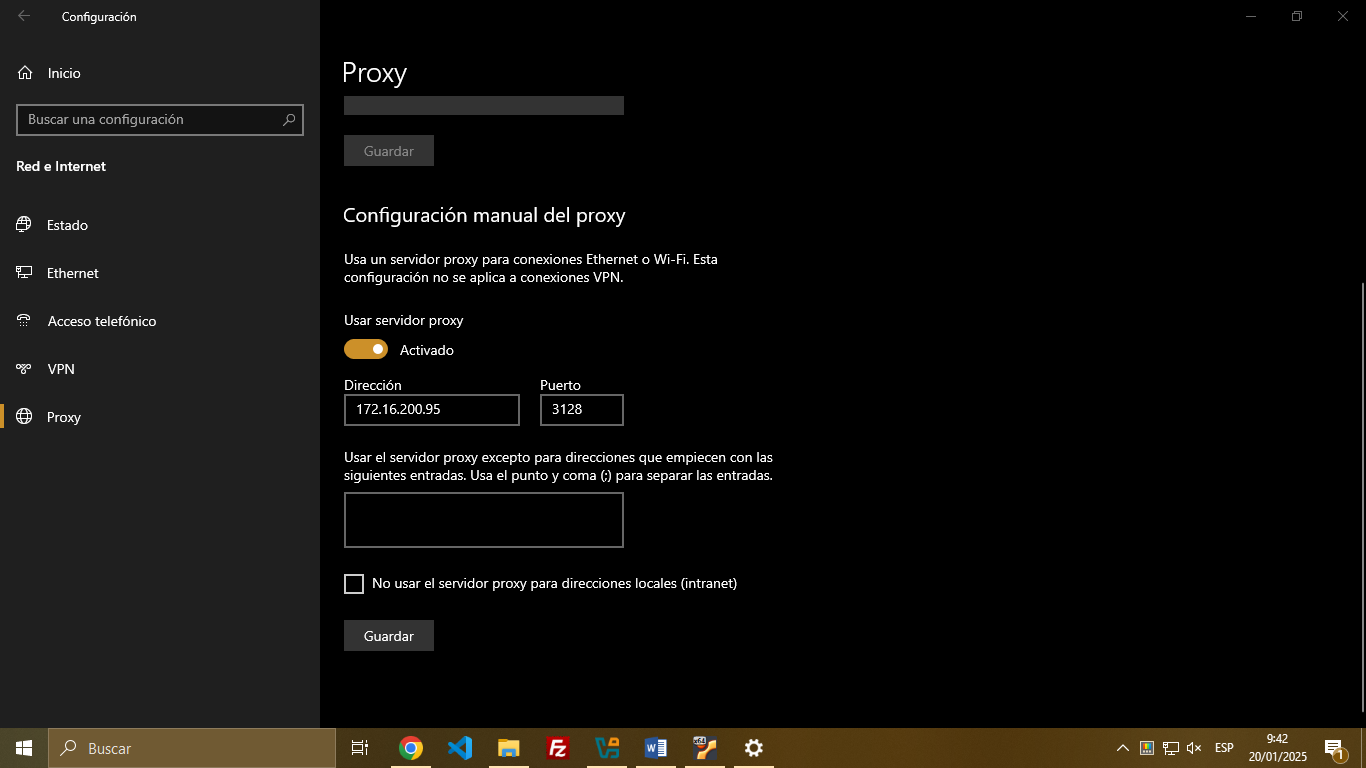 Configuración
Inicio
Buscar una configuración
Red e Internet
Estado
Ethernet
Acceso telefónico
VPN
Proxy
Proxy
Guardar
Configuración manual del proxy
Usa un servidor proxy para conexiones Ethernet o Wi-Fi. Esta
configuración no se aplica a conexiones VPN.
Usar servidor proxy
Activado
Dirección Puerto
172.16.200.95 3128
Usar el servidor proxy excepto para direcciones que empiecen con las
siguientes entradas. Usa el punto y coma (;) para separar las entradas.
No usar el servidor proxy para direcciones locales (intranet)
Guardar
Buscar
Fz
W
x64
ESP
9:42
20/01/2025
1